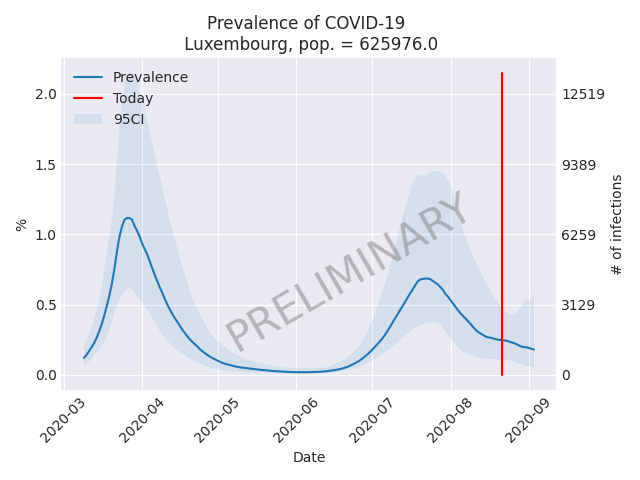 Prevalence of COVID-19
Luxembourg, pop. = 625976.0
Prevalence
Today
95CI
2.0
1.5
1.0
0.5
0.0
%
12519
9389
6259
3129
0
# of infections
PRELIMINARY
2020-03
2020-04
2020-05
2020-06
2020-07
2020-08
2020-09
Date